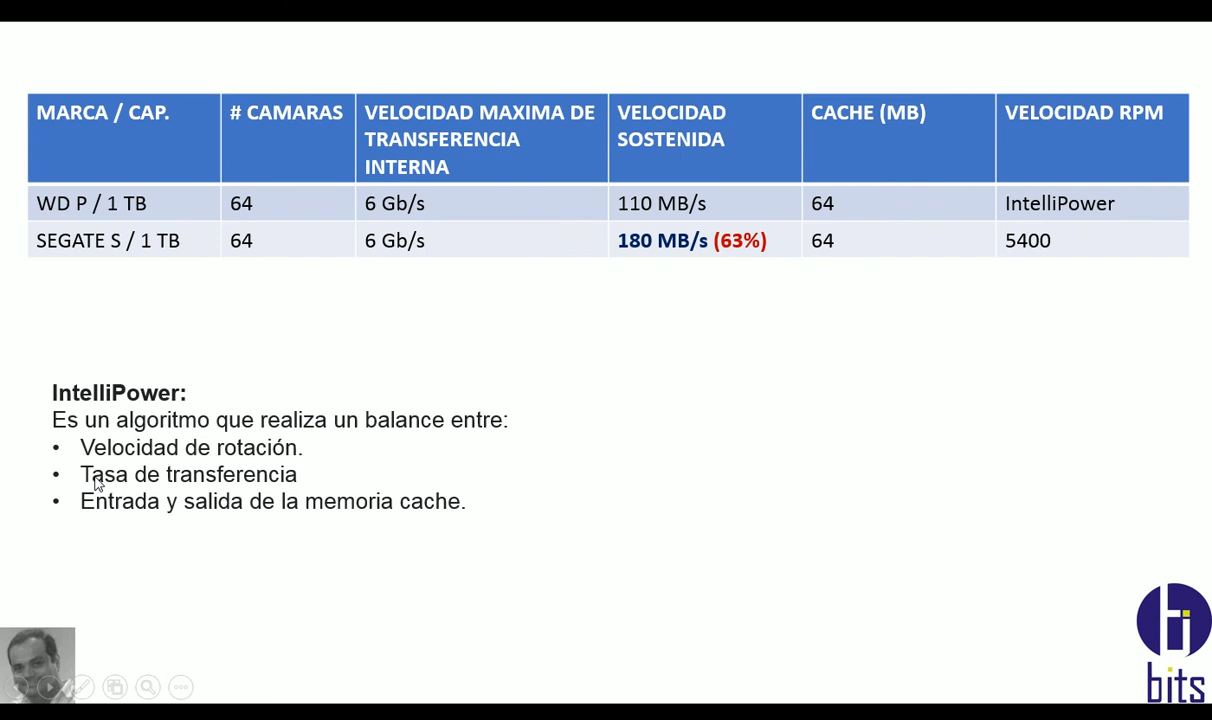 MARCA / CAP. # CAMARAS VELOCIDAD MAXIMA DE TRANSFERENCIA INTERNA VELOCIDAD SOSTENIDA CACHE (MB) VELOCIDAD RPM
WD P / 1 TB 64 6 Gb/s 110 MB/s 64 IntelliPower
SEGATE S / 1 TB 64 6 Gb/s 180 MB/s (63%) 64 5400
IntelliPower:
Es un algoritmo que realiza un balance entre:
• Velocidad de rotación.
• Tasa de transferencia
• Entrada y salida de la memoria cache.
bits